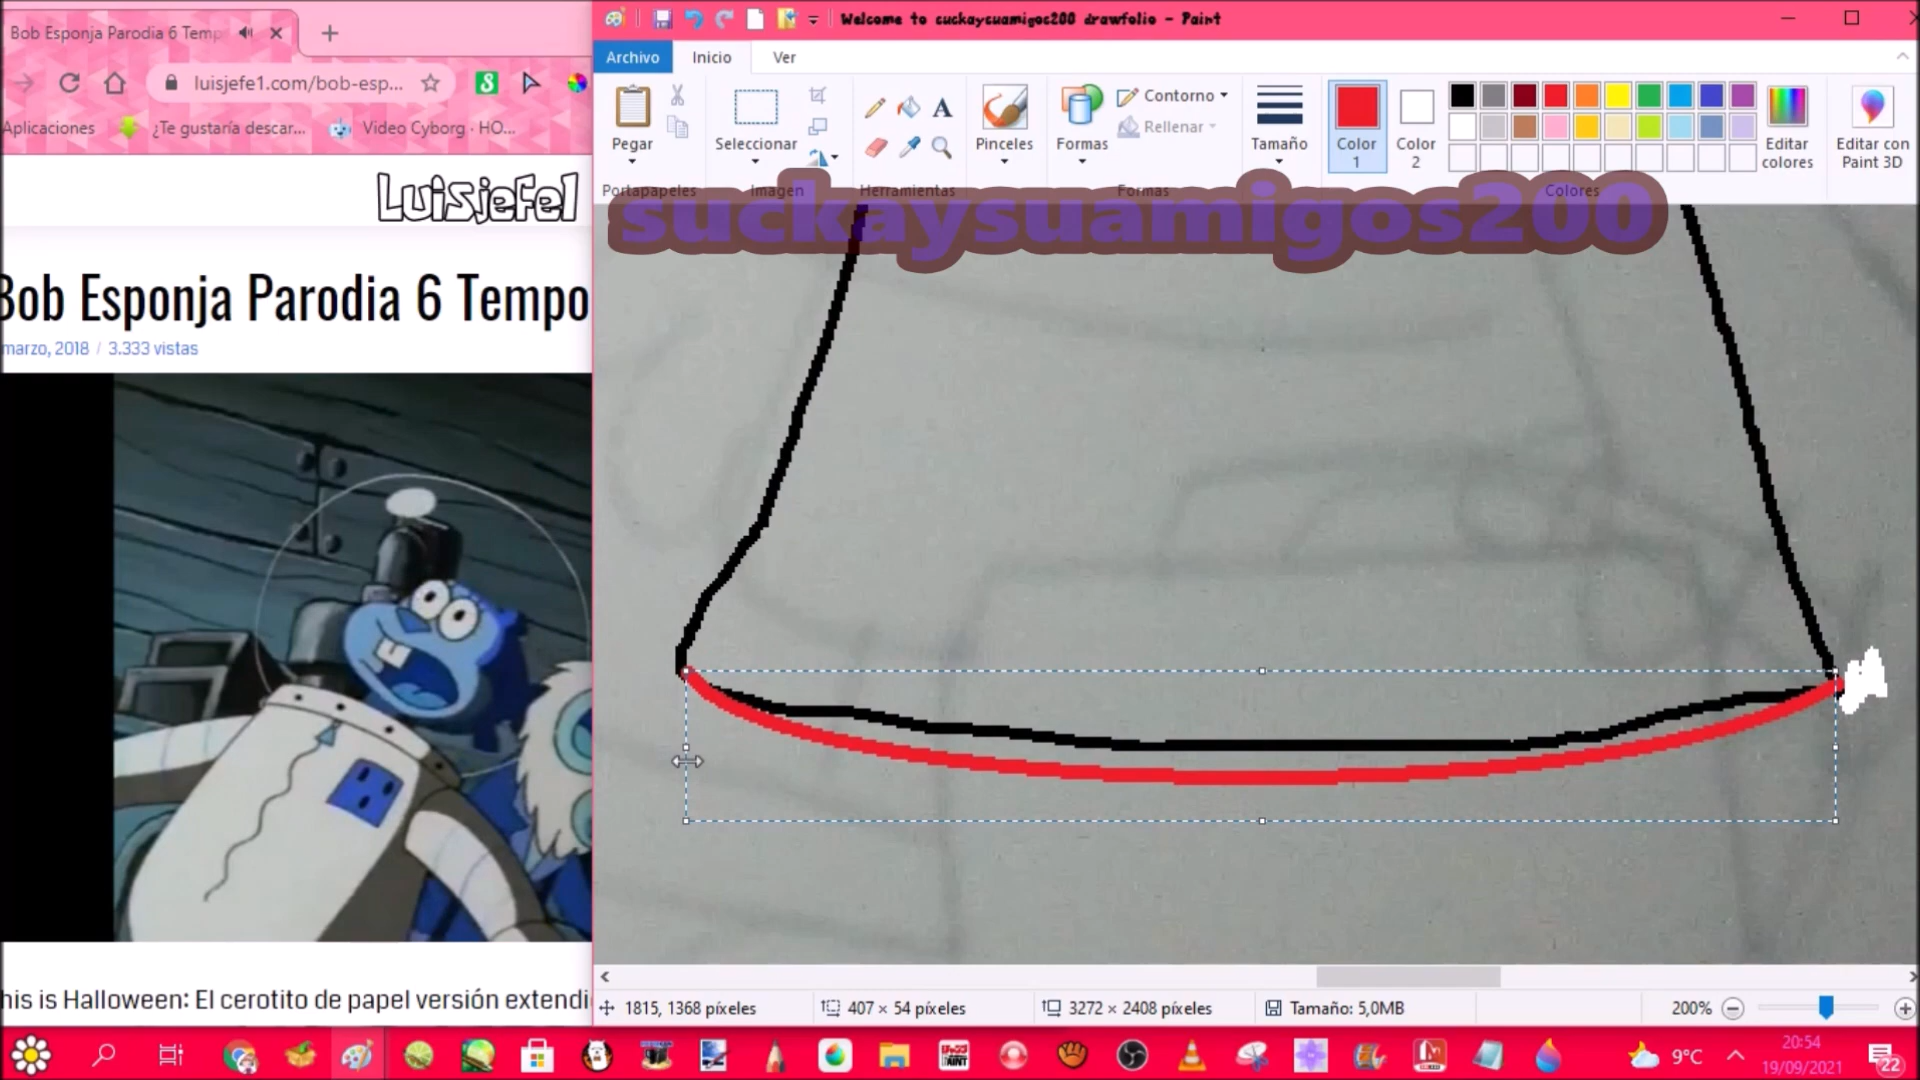 Bob Esponja Parodia 6 Temp
Welcome to suckaysuamigos200 drawfolio - Paint
luisjefe1.com/bob-esp...
Archivo
Inicio
Ver
Aplicaciones
¿Te gustaría descar...
Video Cyborg · HO...
Pegar
Seleccionar
Pinceles
Formas
Contorno
Rellenar
Tamaño
Color 1
Color 2
Editar colores
Editar con Paint 3D
Portapapeles
Imagen
Herramientas
Formas
Colores
suckaysuamigos200
Luisjefe1
Bob Esponja Parodia 6 Tempo
marzo, 2018 / 3.333 vistas
his is Halloween: El cerotito de papel versión extendi
1815, 1368 píxeles
407 × 54 píxeles
3272 × 2408 píxeles
Tamaño: 5,0MB
200%
9°C
20:54
19/09/2021
22